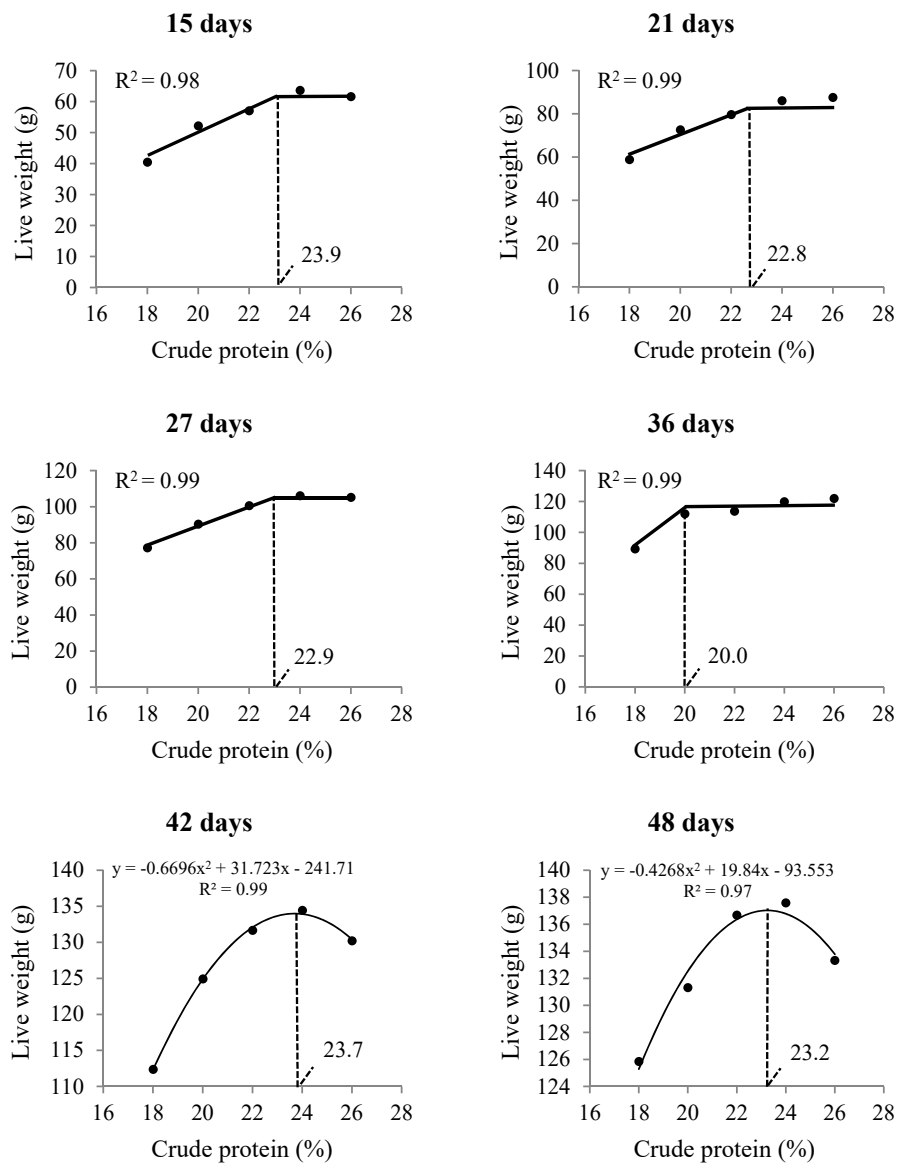 15 days
R² = 0.98
Live weight (g)
70
60
50
40
30
20
10
0
23.9
16 18 20 22 24 26 28
Crude protein (%)
21 days
R² = 0.99
Live weight (g)
100
80
60
40
20
0
22.8
16 18 20 22 24 26 28
Crude protein (%)
27 days
R² = 0.99
Live weight (g)
120
100
80
60
40
20
0
22.9
16 18 20 22 24 26 28
Crude protein (%)
36 days
R² = 0.99
Live weight (g)
140
120
100
80
60
40
20
0
20.0
16 18 20 22 24 26 28
Crude protein (%)
42 days
y = -0.6696x² + 31.723x - 241.71
R² = 0.99
Live weight (g)
140
135
130
125
120
115
110
23.7
16 18 20 22 24 26 28
Crude protein (%)
48 days
y = -0.4268x² + 19.84x - 93.553
R² = 0.97
Live weight (g)
140
138
136
134
132
130
128
126
124
23.2
16 18 20 22 24 26 28
Crude protein (%)